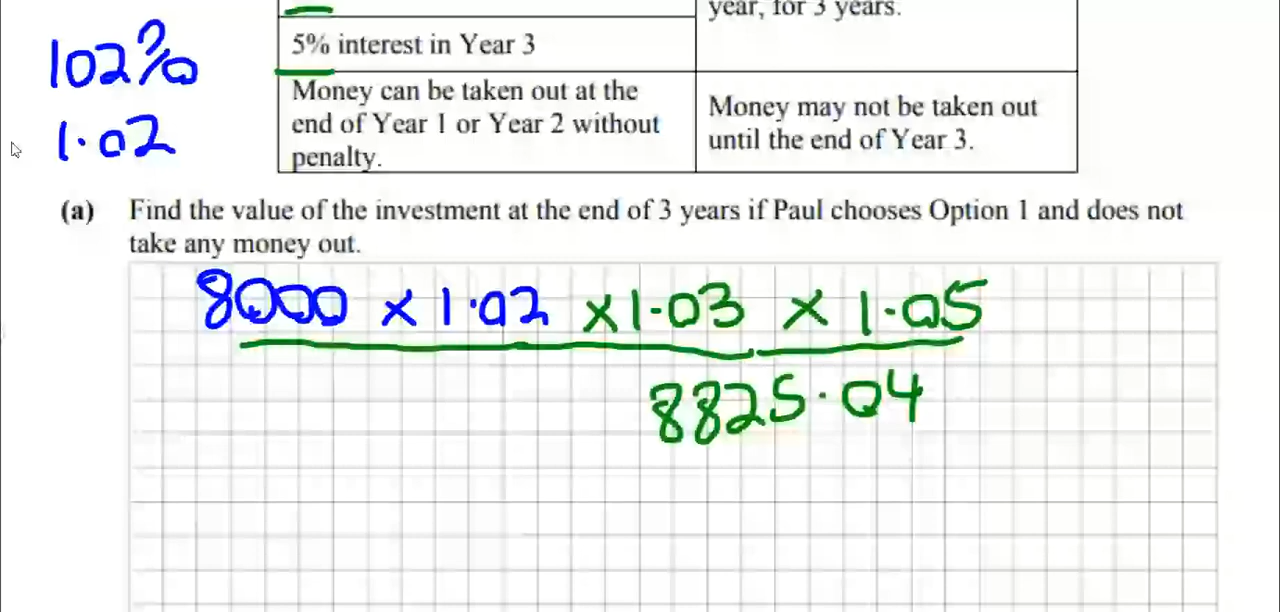 year, for 3 years.
102%
5% interest in Year 3
1.02
Money can be taken out at the
end of Year 1 or Year 2 without
penalty.
Money may not be taken out
until the end of Year 3.
(a) Find the value of the investment at the end of 3 years if Paul chooses Option 1 and does not
take any money out.
8000 × 1.02 × 1.03 × 1.05
8825.04